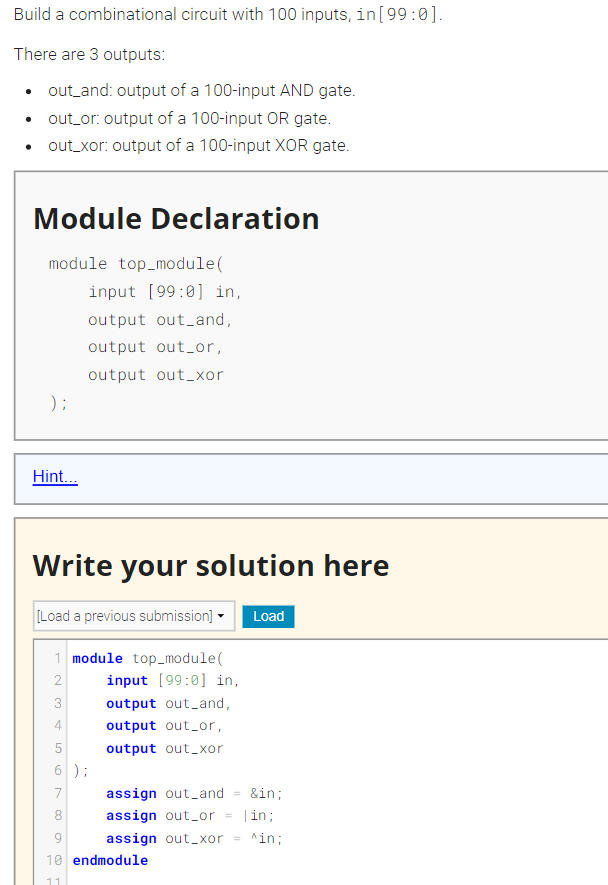 Build a combinational circuit with 100 inputs, in[99:0].
There are 3 outputs:
• out_and: output of a 100-input AND gate.
• out_or: output of a 100-input OR gate.
• out_xor: output of a 100-input XOR gate.
Module Declaration
module top_module(
    input [99:0] in,
    output out_and,
    output out_or,
    output out_xor
);
Hint...
Write your solution here
[Load a previous submission] Load
1 module top_module(
2     input [99:0] in,
3     output out_and,
4     output out_or,
5     output out_xor
6 );
7     assign out_and = &in;
8     assign out_or = |in;
9     assign out_xor = ^in;
10 endmodule
11